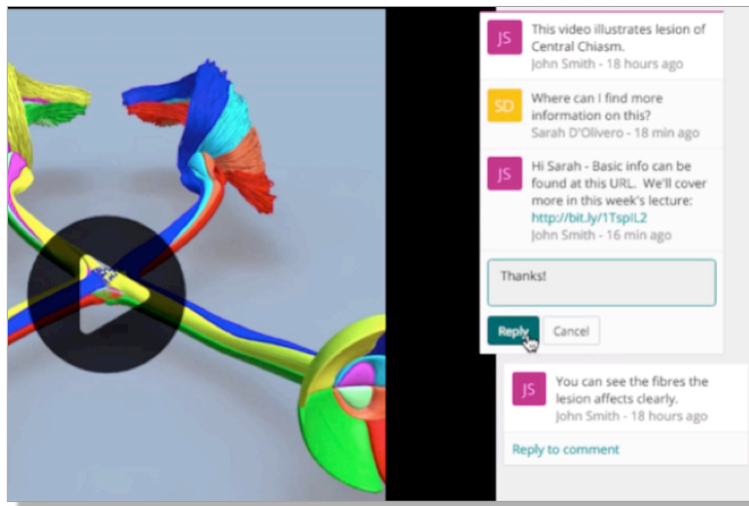 JS
This video illustrates lesion of
Central Chiasm.
John Smith - 18 hours ago
SD
Where can I find more
information on this?
Sarah D'Olivero - 18 min ago
JS
Hi Sarah - Basic info can be
found at this URL. We'll cover
more in this week's lecture:
http://bit.ly/1TspIL2
John Smith - 16 min ago
Thanks!
Reply
Cancel
JS
You can see the fibres the
lesion affects clearly.
John Smith - 18 hours ago
Reply to comment